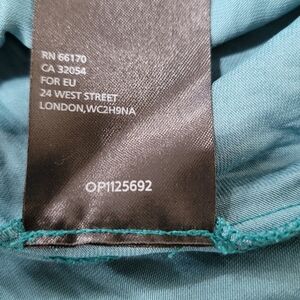 RN 66170
CA 32054
FOR EU
24 WEST STREET
LONDON,WC2H9NA
OP1125692